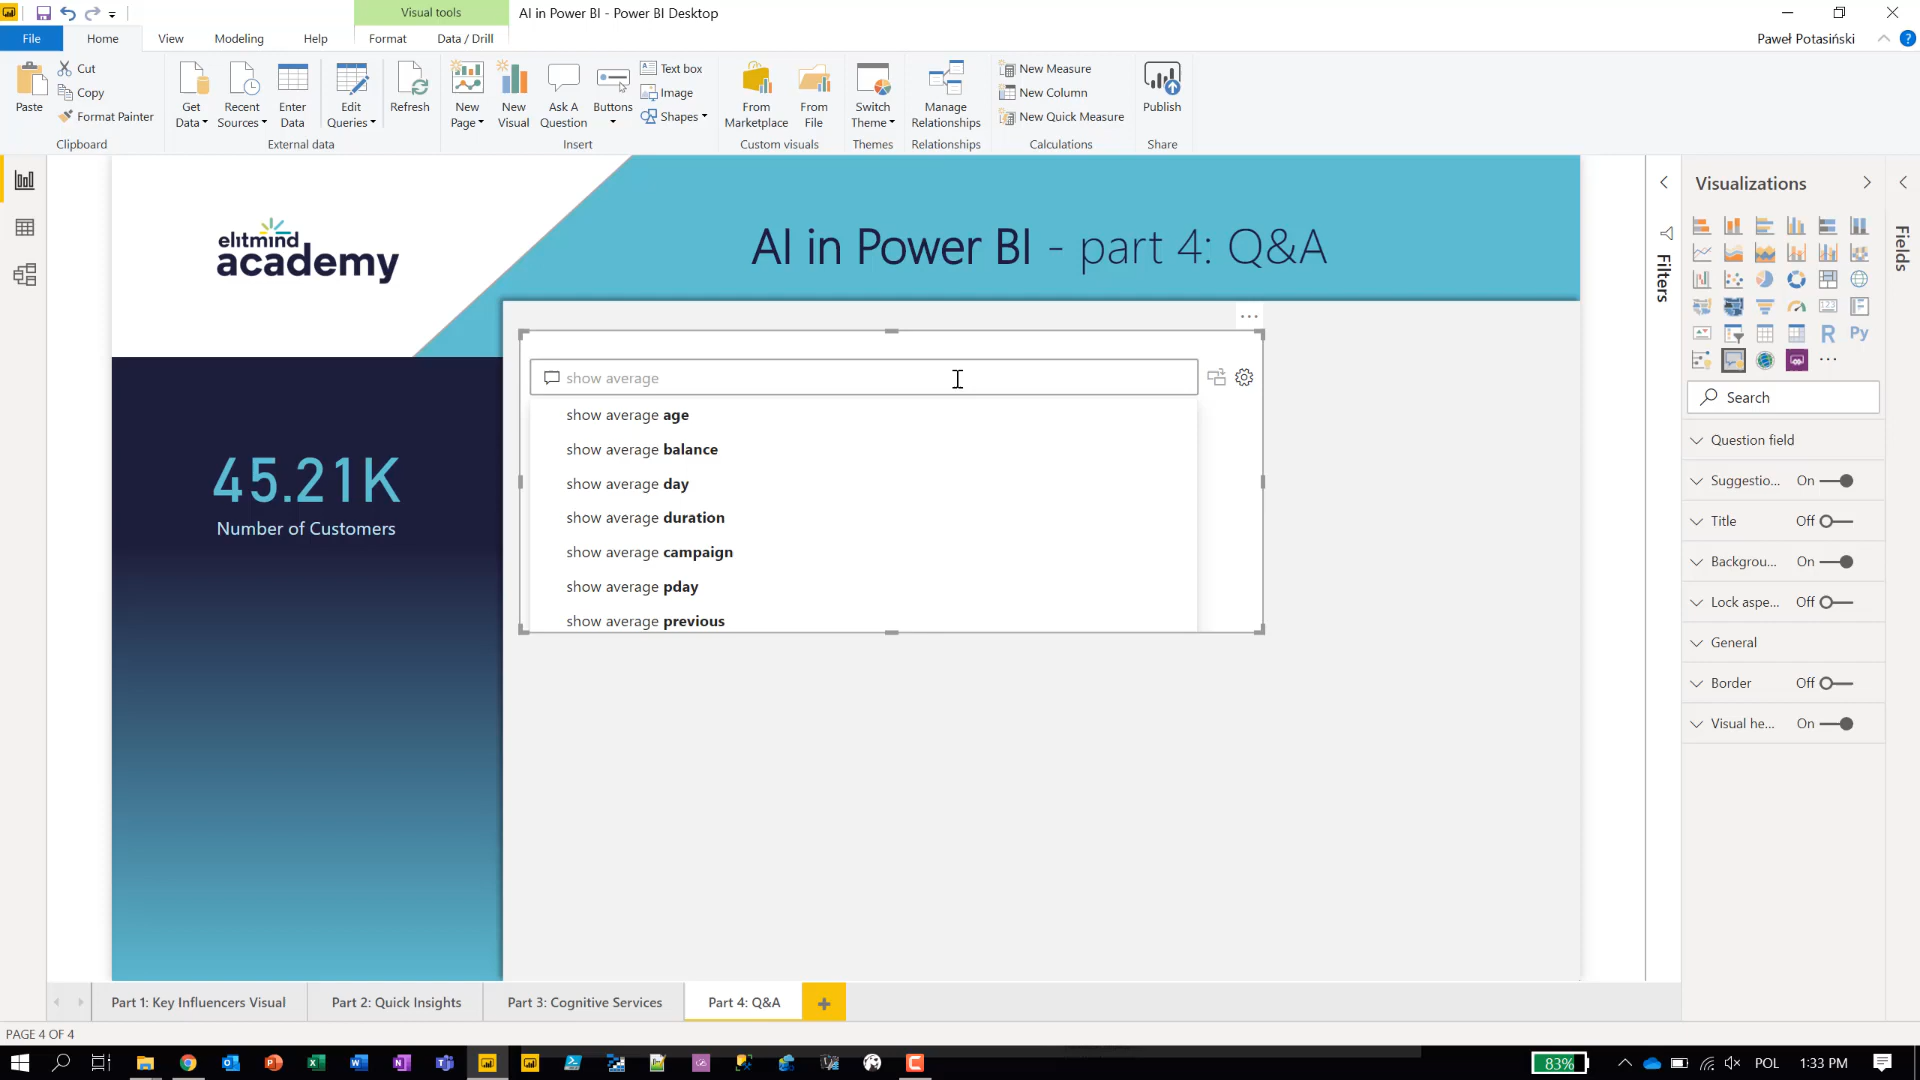 Visual tools
AI in Power BI - Power BI Desktop
File
Home
View
Modeling
Help
Format
Data / Drill
Paweł Potasiński
Paste
Cut
Copy
Format Painter
Clipboard
Get
Data
Recent
Sources
Enter
Data
Edit
Queries
Refresh
External data
New
Page
New
Visual
Ask A
Question
Buttons
Text box
Image
Shapes
Insert
From
Marketplace
From
File
Custom visuals
Switch
Theme
Themes
Manage
Relationships
Relationships
New Measure
New Column
New Quick Measure
Calculations
Publish
Share
elitmind
academy
AI in Power BI - part 4: Q&A
45.21K
Number of Customers
show average
show average age
show average balance
show average day
show average duration
show average campaign
show average pday
show average previous
Filters
Visualizations
R
Py
Search
Question field
Suggestio... On
Title Off
Backgrou... On
Lock aspe... Off
General
Border Off
Visual he... On
Fields
Part 1: Key Influencers Visual
Part 2: Quick Insights
Part 3: Cognitive Services
Part 4: Q&A
PAGE 4 OF 4
83%
POL
1:33 PM